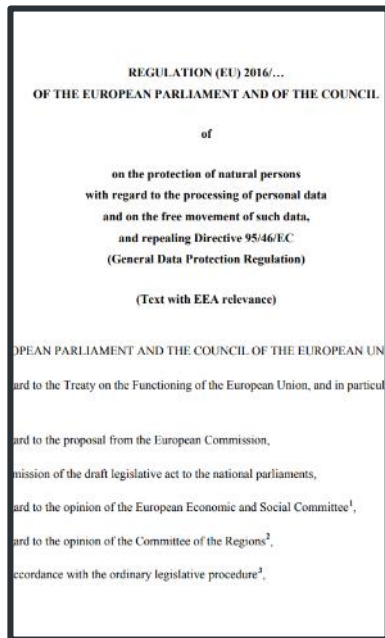 REGULATION (EU) 2016/…
OF THE EUROPEAN PARLIAMENT AND OF THE COUNCIL
of
on the protection of natural persons
with regard to the processing of personal data
and on the free movement of such data,
and repealing Directive 95/46/EC
(General Data Protection Regulation)
(Text with EEA relevance)
OPEAN PARLIAMENT AND THE COUNCIL OF THE EUROPEAN UN
ard to the Treaty on the Functioning of the European Union, and in particul
ard to the proposal from the European Commission,
mission of the draft legislative act to the national parliaments,
ard to the opinion of the European Economic and Social Committee¹,
ard to the opinion of the Committee of the Regions²,
ccordance with the ordinary legislative procedure³,